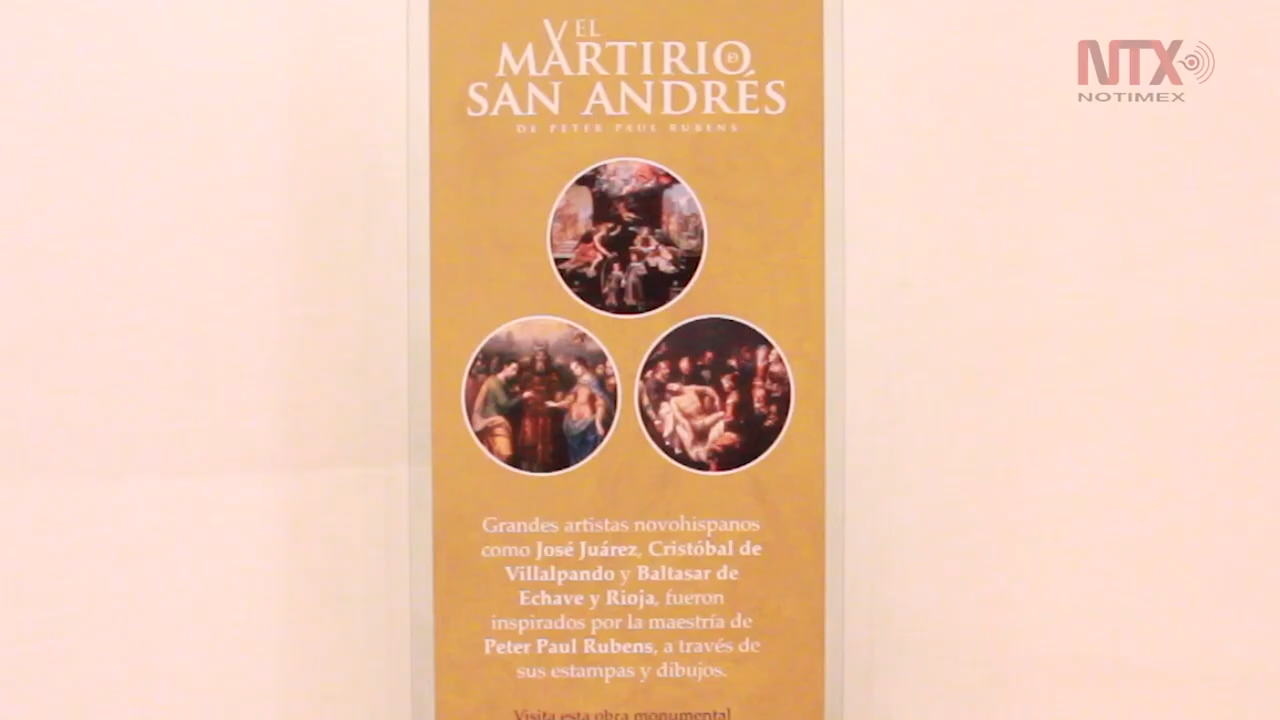 EL
MARTIRIO DE
SAN ANDRÉS
DE PETER PAUL RUBENS
NTX
NOTIMEX
Grandes artistas novohispanos
como José Juárez, Cristóbal de
Villalpando y Baltasar de
Echave y Rioja, fueron
inspirados por la maestría de
Peter Paul Rubens, a través de
sus estampas y dibujos.
Visita esta obra monumental